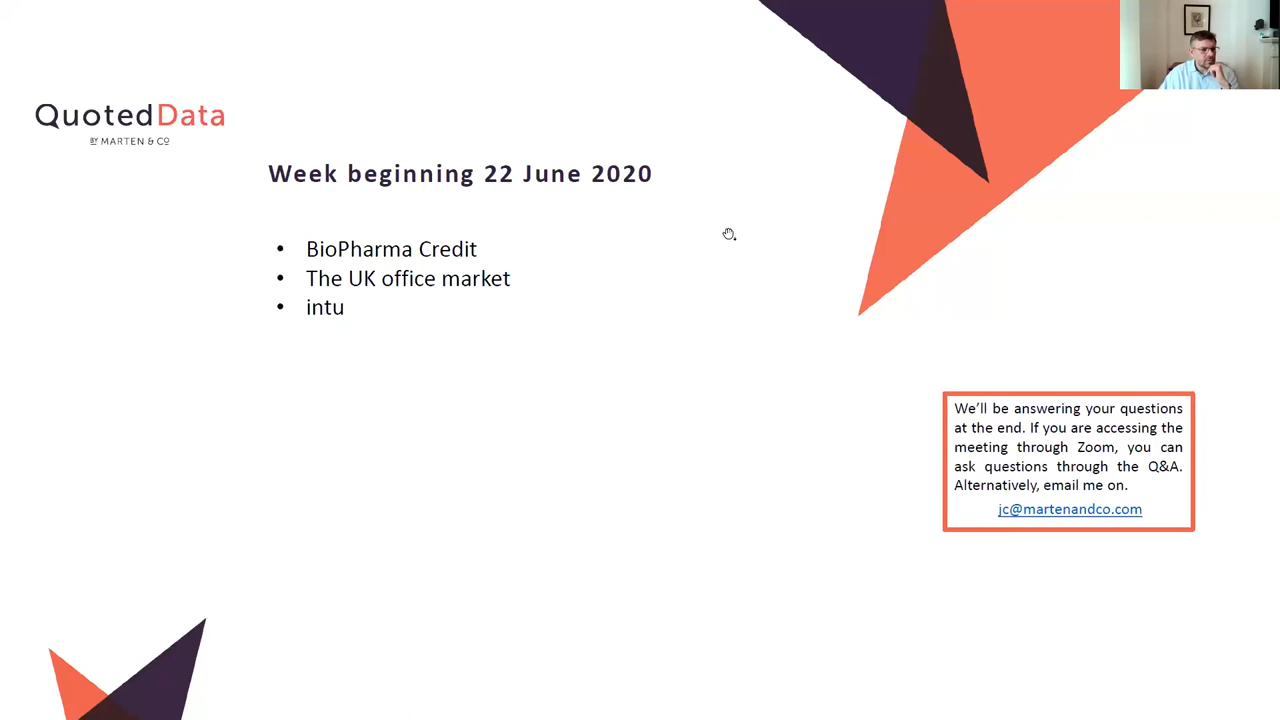 QuotedData
BY MARTEN & CO
Week beginning 22 June 2020
• BioPharma Credit
• The UK office market
• intu
We'll be answering your questions
at the end. If you are accessing the
meeting through Zoom, you can
ask questions through the Q&A.
Alternatively, email me on.
jc@martenandco.com